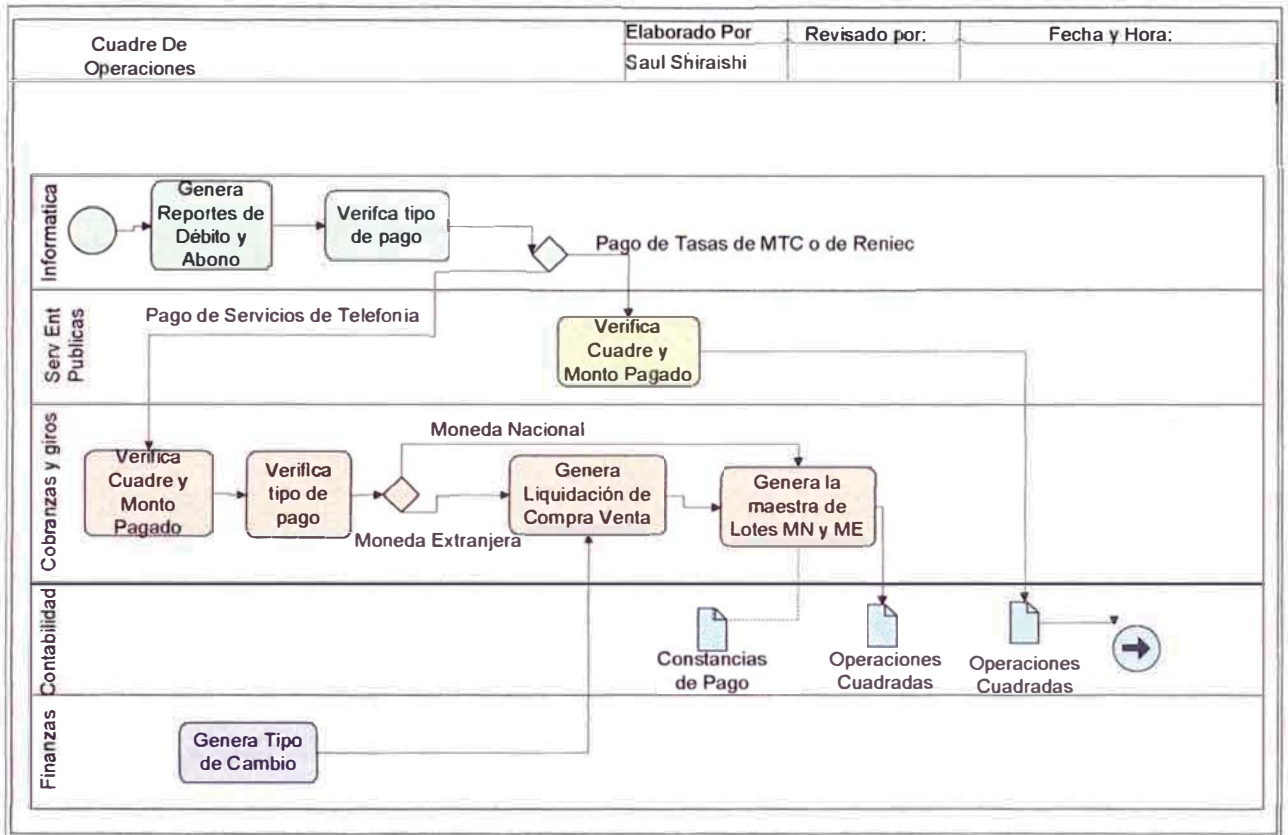 Cuadre De
Operaciones
Elaborado Por
Saul Shiraishi
Revisado por:
Fecha y Hora:
Informatica
Genera
Reportes de
Débito y
Abono
Verifca tipo
de pago
Pago de Tasas de MTC o de Reniec
Serv Ent
Publicas
Pago de Servicios de Telefonia
Verifica
Cuadre y
Monto Pagado
Cobranzas y giros
Verifica
Cuadre y
Monto
Pagado
Verifica
tipo de
pago
Moneda Nacional
Moneda Extranjera
Genera
Liquidación de
Compra Venta
Genera la
maestra de
Lotes MN y ME
Contabilidad
Constancias
de Pago
Operaciones
Cuadradas
Operaciones
Cuadradas
Finanzas
Genera Tipo
de Cambio